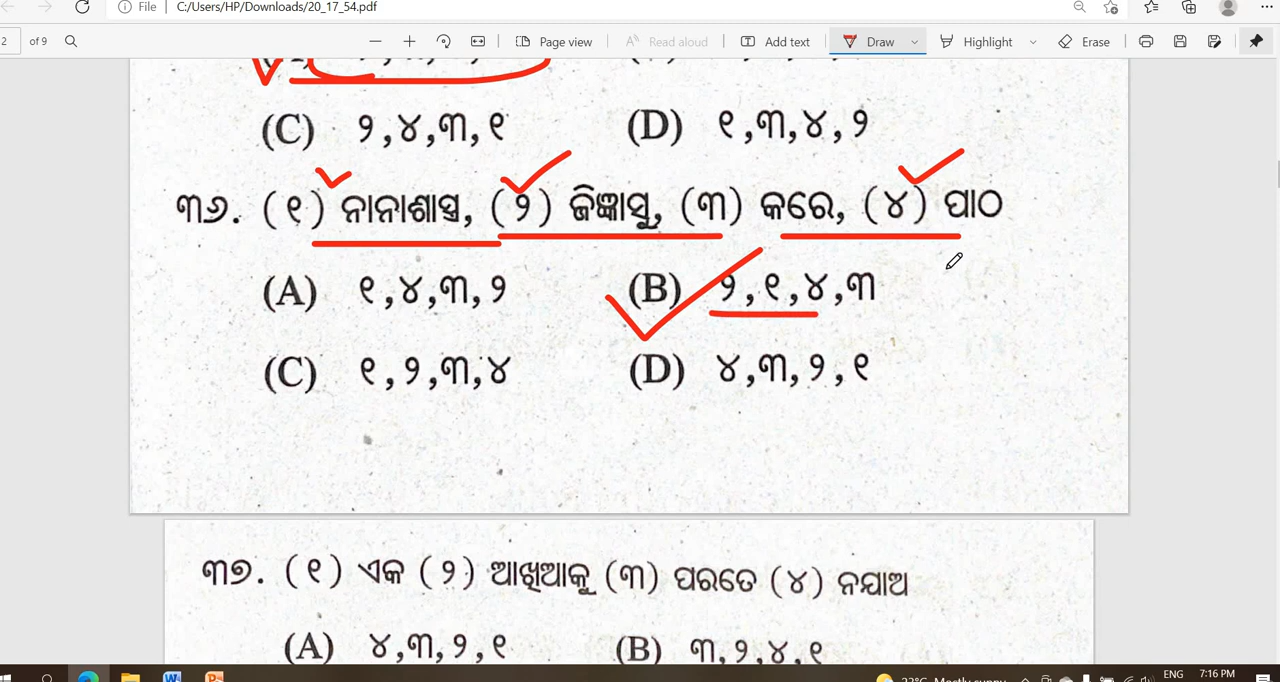 File | C:/Users/HP/Downloads/20_17_54.pdf
2 of 9 Page view Read aloud Add text Draw Highlight Erase
(C) ୨,୪,୩,୧ (D) ୧,୩,୪,୨
୩୬. (୧) ନାନାଶାସ୍ତ୍ର, (୨) ଜିଜ୍ଞାସୁ, (୩) କରେ, (୪) ପାଠ
(A) ୧,୪,୩,୨ (B) ୨,୧,୪,୩
(C) ୧,୨,୩,୪ (D) ୪,୩,୨,୧
୩୭. (୧) ଏକ (୨) ଆଖିଆକୁ (୩) ପରତେ (୪) ନଯାଅ
(A) ୪,୩,୨,୧ (B) ୩,୨,୪,୧
ENG 7:16 PM